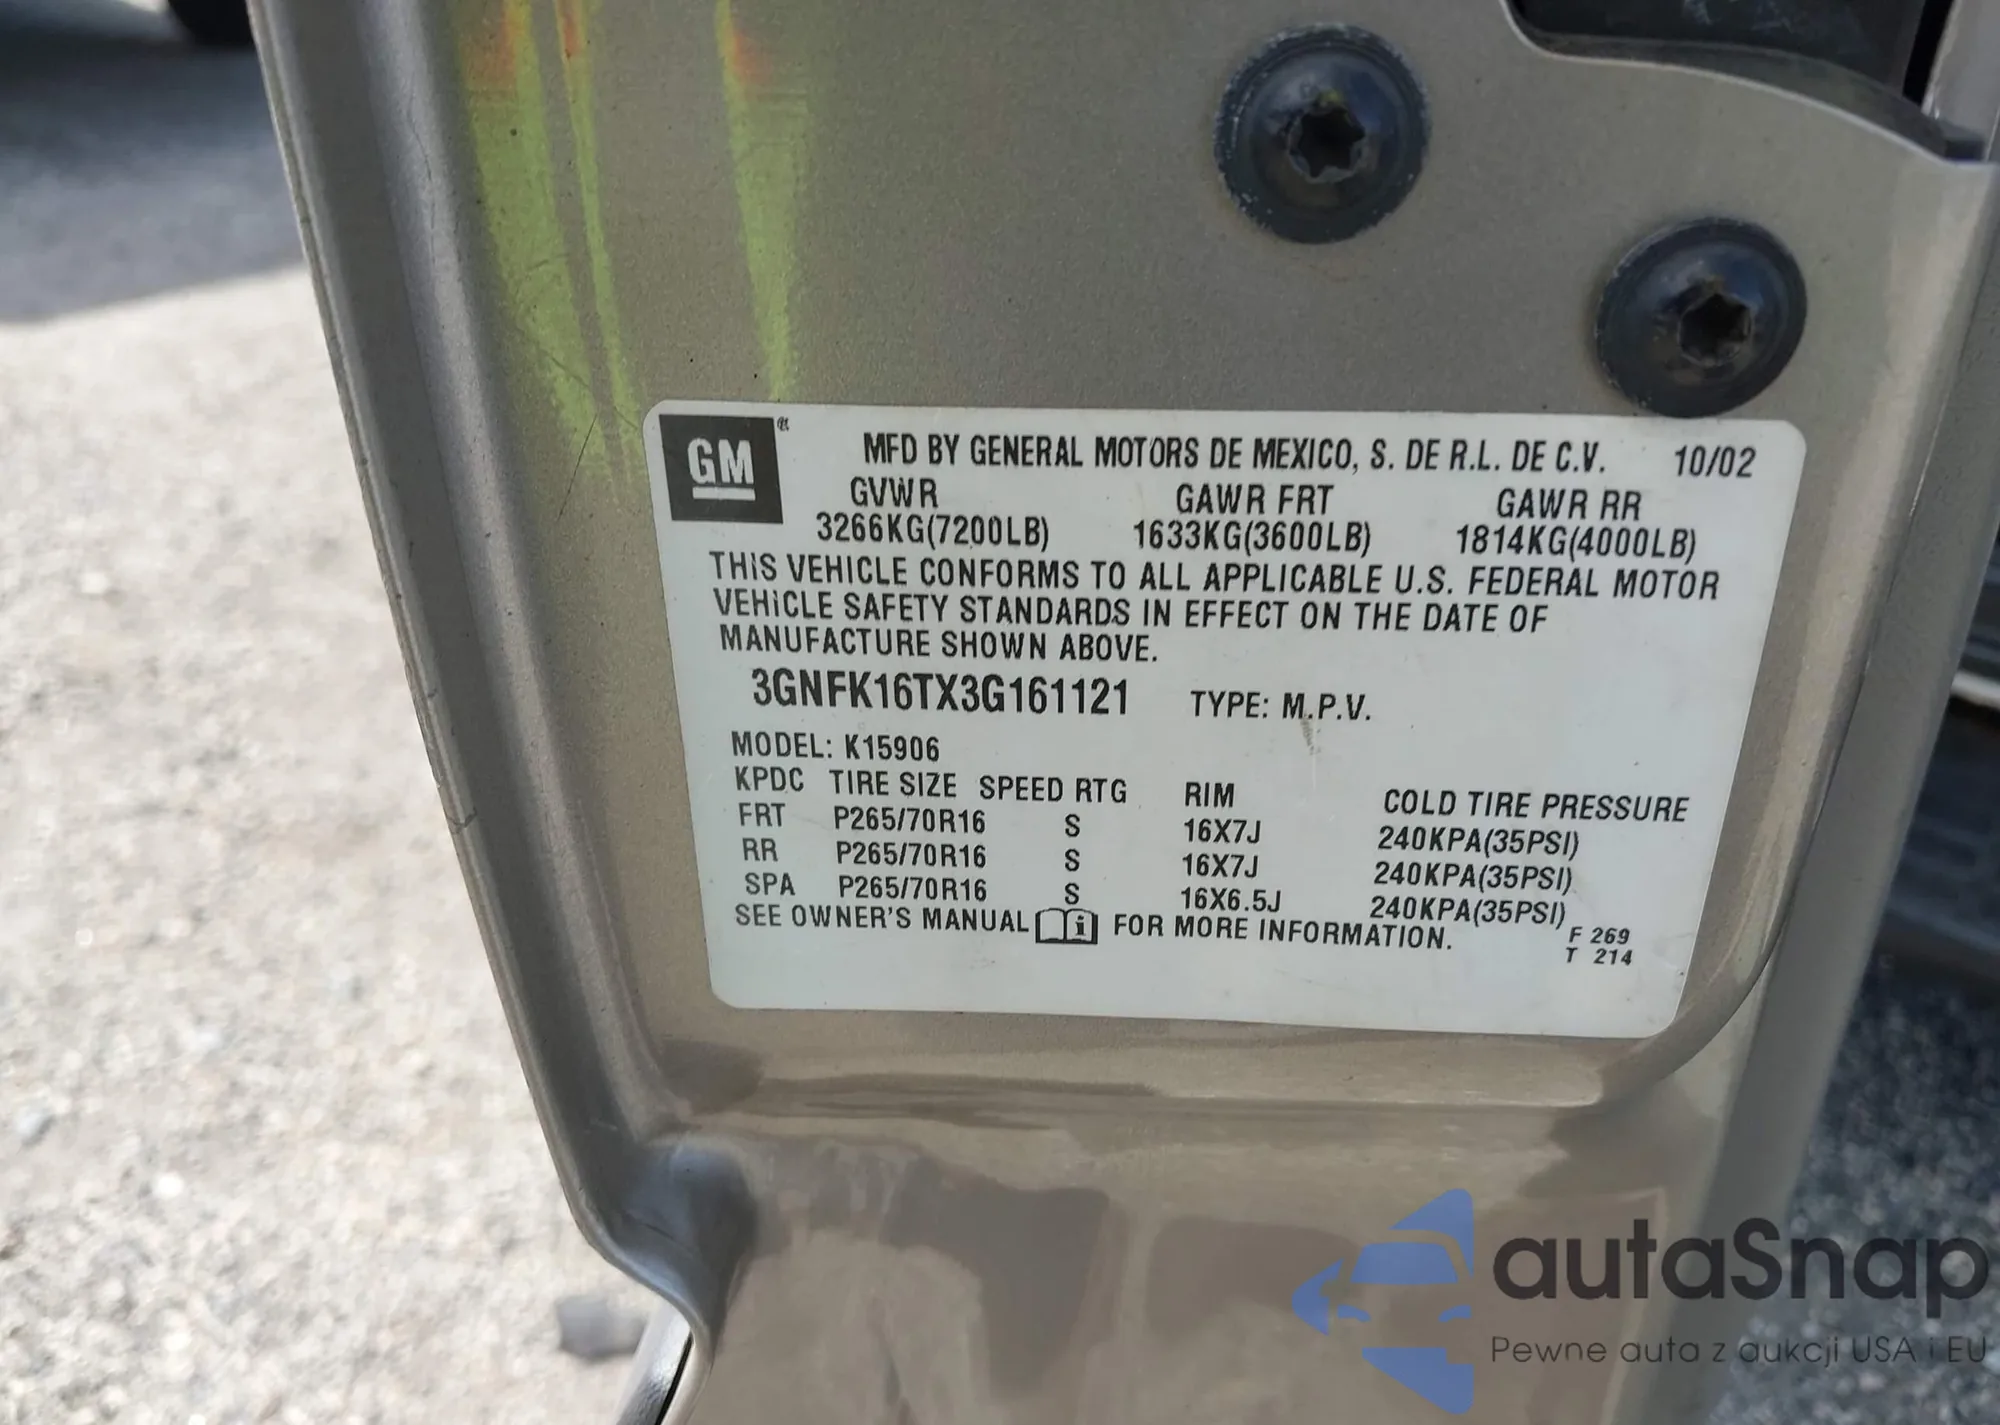 GM
MFD BY GENERAL MOTORS DE MEXICO, S. DE R.L. DE C.V. 10/02
GVWR GAWR FRT GAWR RR
3266KG(7200LB) 1633KG(3600LB) 1814KG(4000LB)
THIS VEHICLE CONFORMS TO ALL APPLICABLE U.S. FEDERAL MOTOR
VEHICLE SAFETY STANDARDS IN EFFECT ON THE DATE OF
MANUFACTURE SHOWN ABOVE.
3GNFK16TX3G161121 TYPE: M.P.V.
MODEL: K15906
KPDC TIRE SIZE SPEED RTG RIM COLD TIRE PRESSURE
FRT P265/70R16 S 16X7J 240KPA(35PSI)
RR P265/70R16 S 16X7J 240KPA(35PSI)
SPA P265/70R16 S 16X6.5J 240KPA(35PSI)
SEE OWNER'S MANUAL i FOR MORE INFORMATION.
F 269
T 214
autaSnap
Pewne auta z aukcji USA i EU